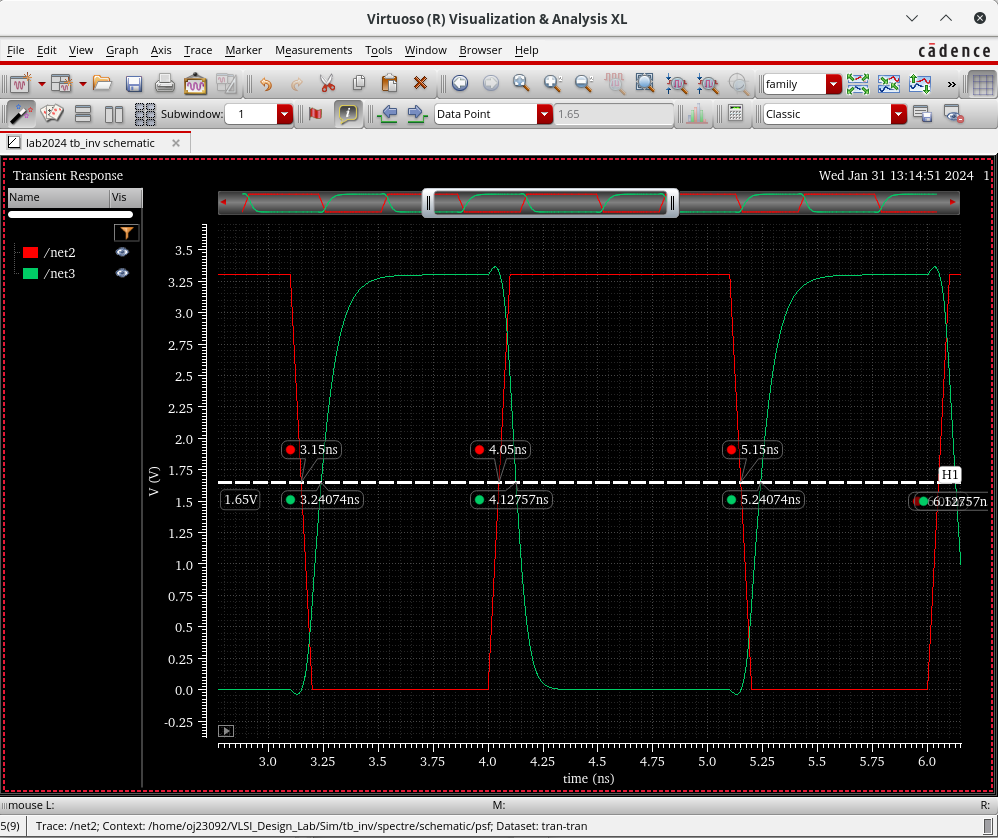 Virtuoso (R) Visualization & Analysis XL
File Edit View Graph Axis Trace Marker Measurements Tools Window Browser Help
cādence
family
»
Subwindow: 1
Data Point
1.65
Classic
lab2024 tb_inv schematic
Transient Response
Wed Jan 31 13:14:51 2024 1
Name Vis
/net2
/net3
V (V)
3.5
3.25
3.0
2.75
2.5
2.25
2.0
1.75
1.5
1.25
1.0
0.75
0.5
0.25
0.0
-0.25
3.15ns
4.05ns
5.15ns
H1
1.65V
3.24074ns
4.12757ns
5.24074ns
6.12757n
3.0 3.25 3.5 3.75 4.0 4.25 4.5 4.75 5.0 5.25 5.5 5.75 6.0
time (ns)
mouse L: M: R:
5(9) Trace: /net2; Context: /home/oj23092/VLSI_Design_Lab/Sim/tb_inv/spectre/schematic/psf; Dataset: tran-tran